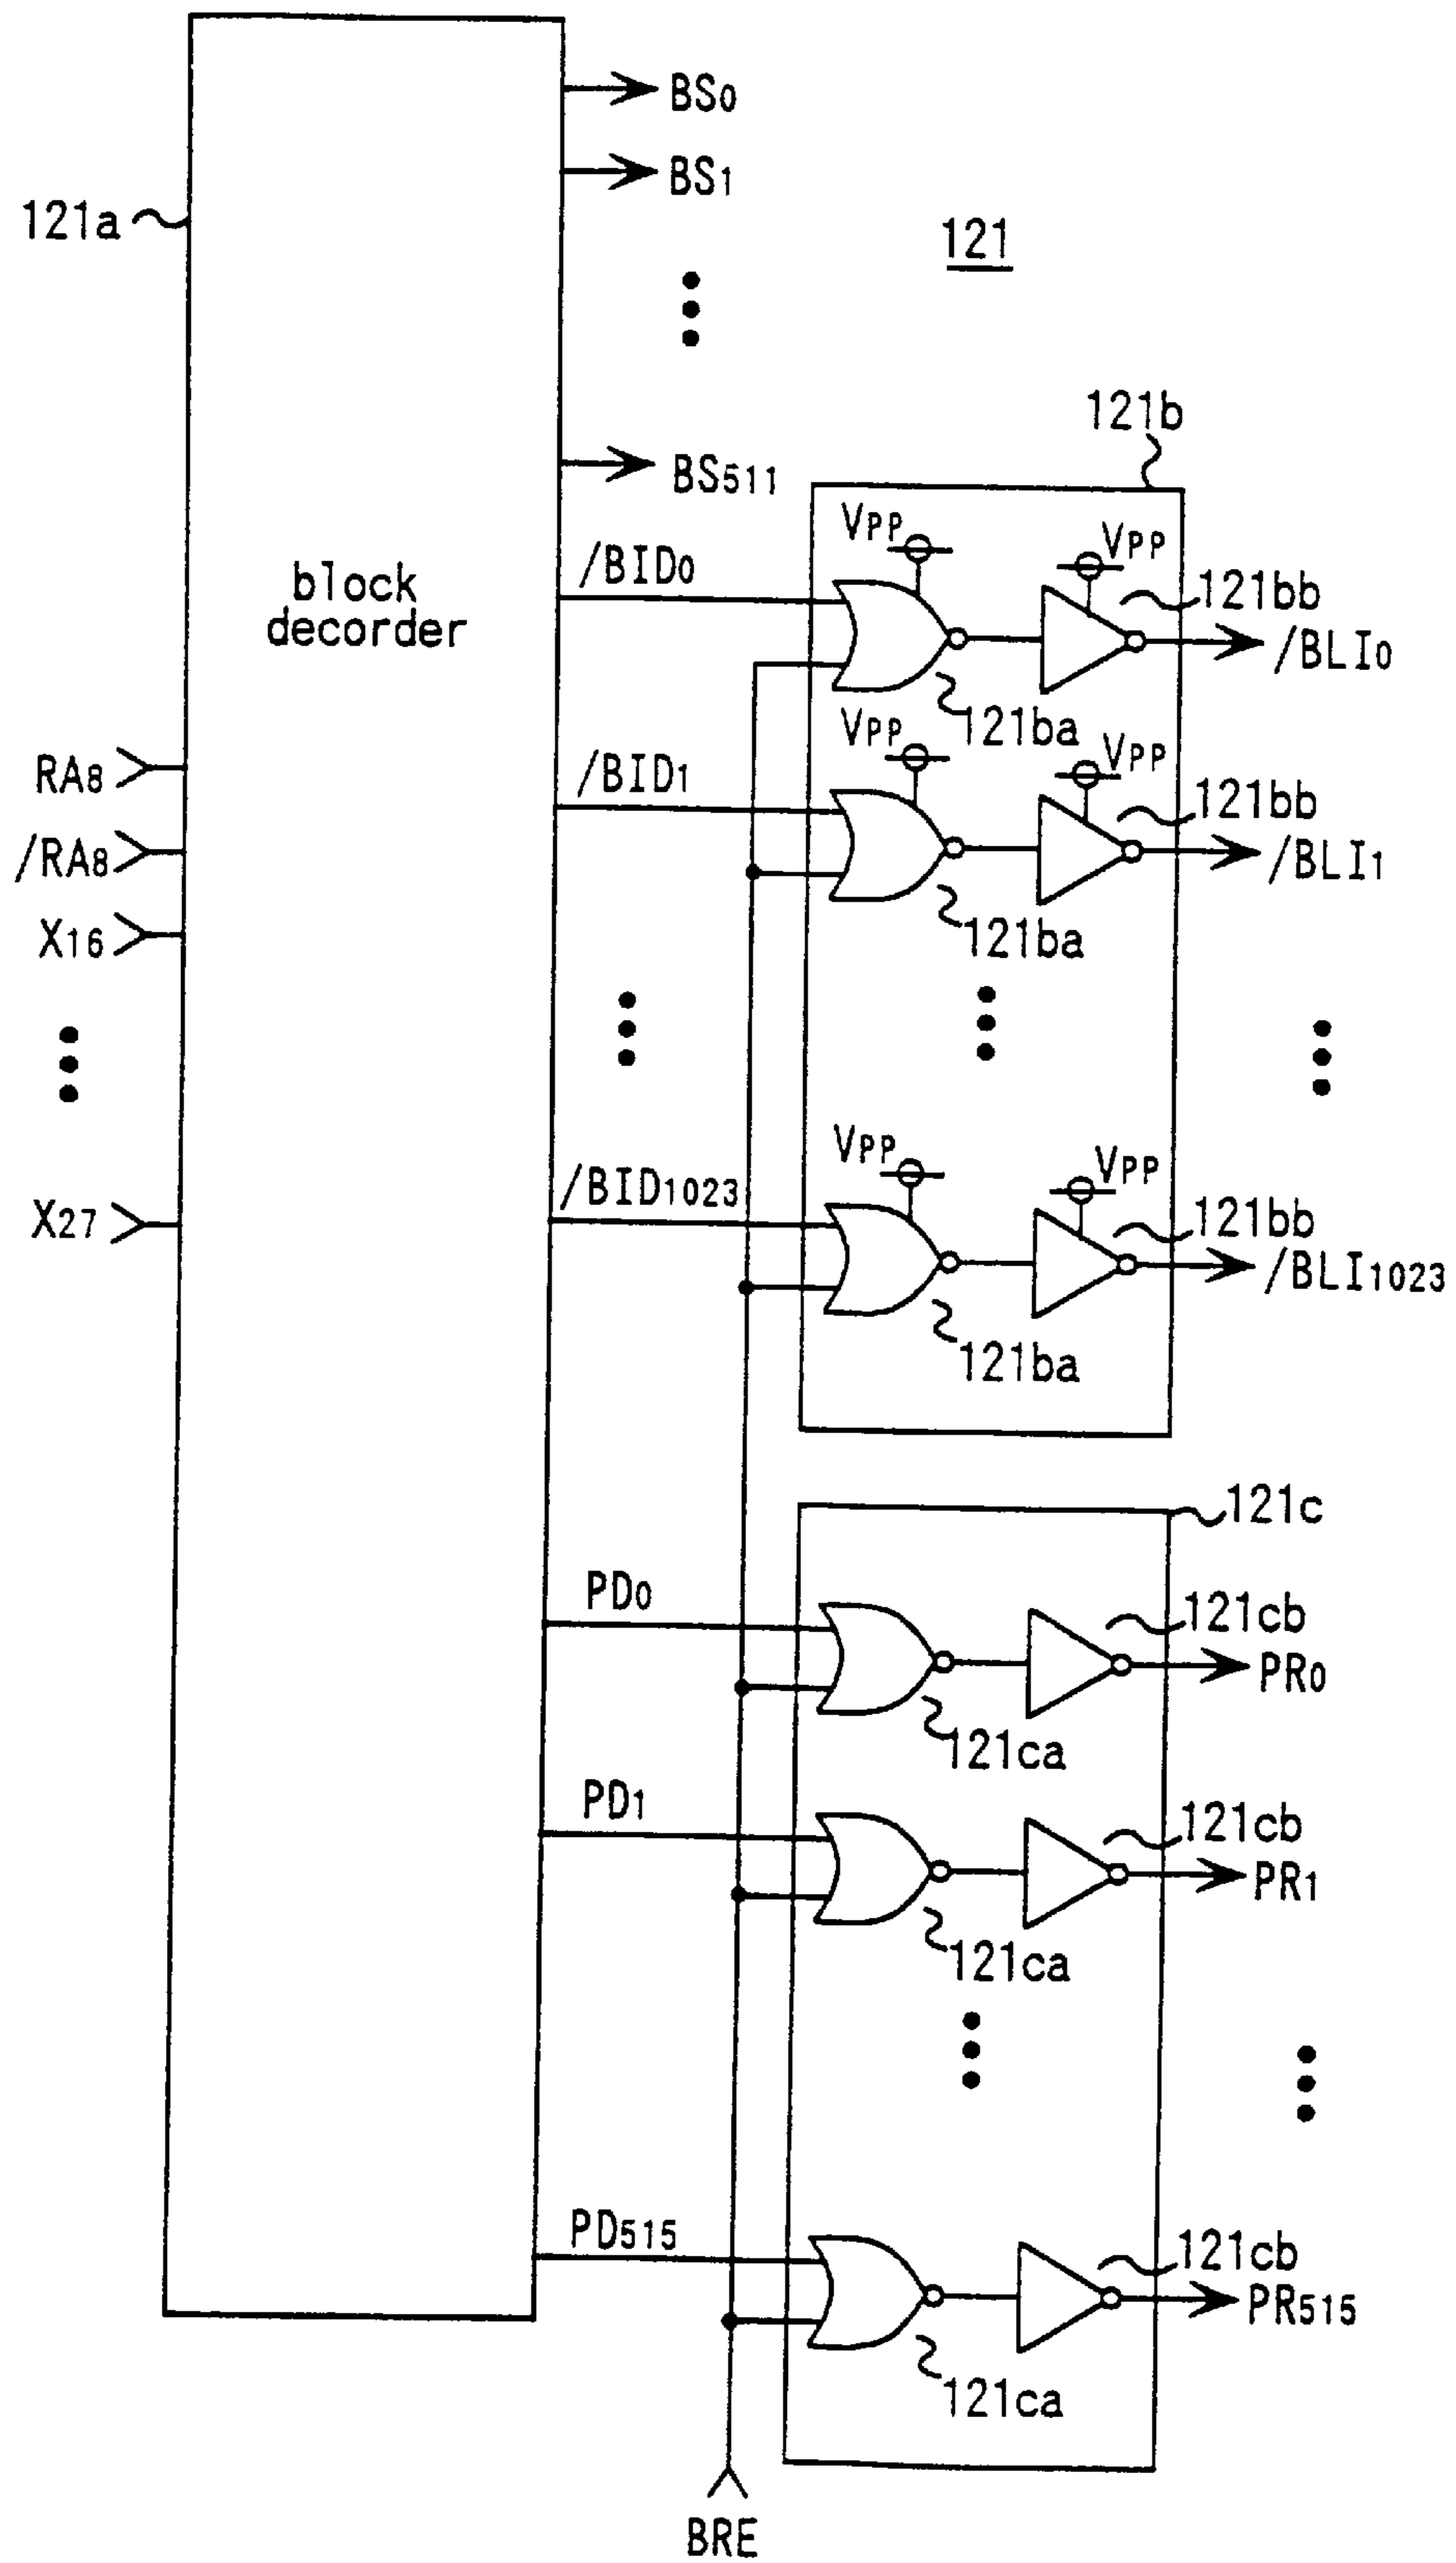 BS0
BS1
121a
121
BS511
121b
VPP
VPP
/BID0
121bb
block
decorder
/BLI0
121ba
VPP
VPP
RA8
/BID1
121bb
/RA8
/BLI1
X16
121ba
VPP
VPP
X27
/BID1023
121bb
/BLI1023
121ba
121c
PD0
121cb
PR0
121ca
PD1
121cb
PR1
121ca
PD515
121cb
PR515
121ca
BRE